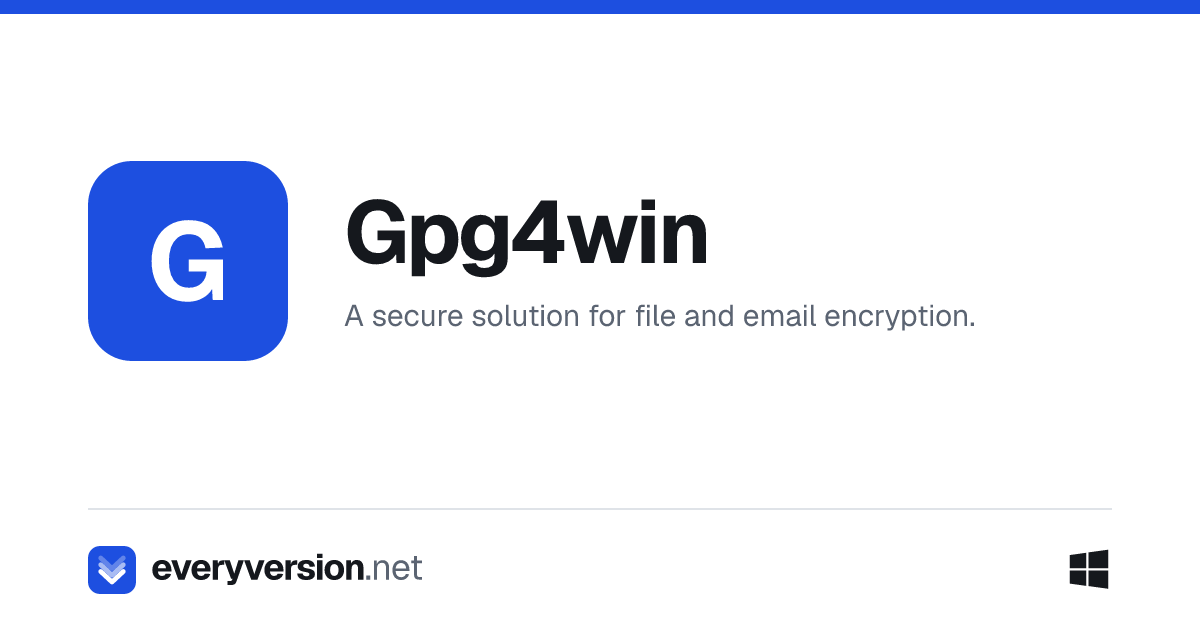 G
Gpg4win
A secure solution for file and email encryption.
everyversion.net